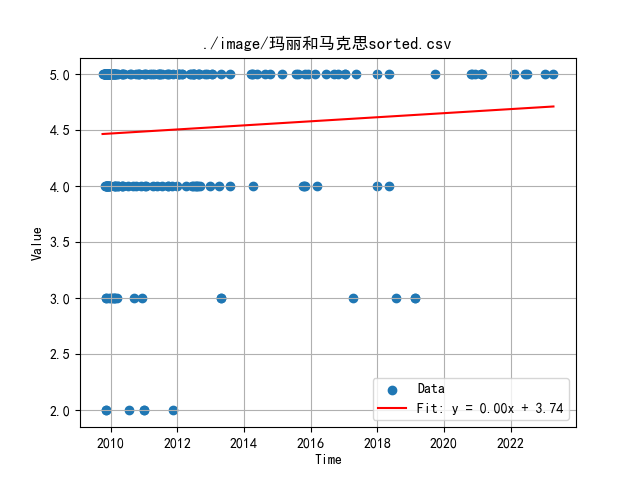 ./image/玛丽和马克思sorted.csv
5.0
4.5
4.0
3.5
3.0
2.5
2.0
Value
Data
Fit: y = 0.00x + 3.74
2010 2012 2014 2016 2018 2020 2022
Time